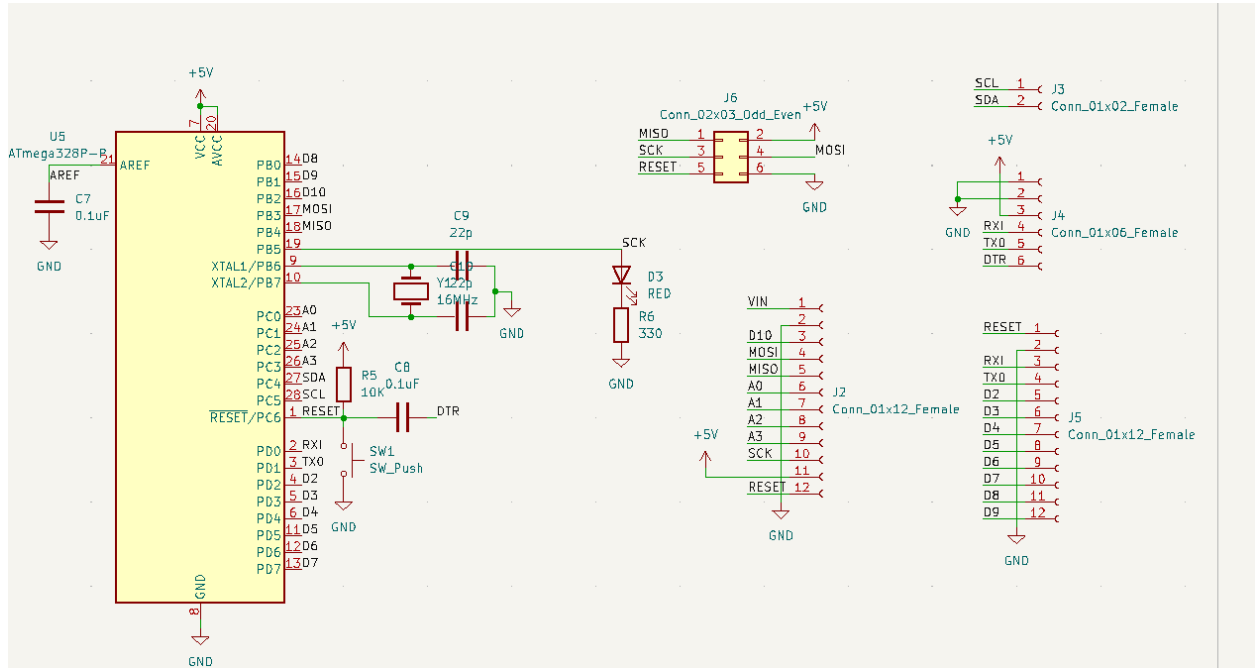 +5V
7
20
VCC
AVCC
U5
ATmega328P-P
21
AREF
AREF
C7
0.1uF
GND
PB0 14 D8
PB1 15 D9
PB2 16 D10
PB3 17 MOSI
PB4 18 MISO
PB5 19
XTAL1/PB6 9
XTAL2/PB7 10
PC0 23 A0
PC1 24 A1
PC2 25 A2
PC3 26 A3
PC4 27 SDA
PC5 28 SCL
RESET/PC6 1 RESET
PD0 2 RXI
PD1 3 TX0
PD2 4 D2
PD3 5 D3
PD4 6 D4
PD5 11 D5
PD6 12 D6
PD7 13 D7
GND
8
GND
C9
22p
C10
Y1 22p
16MHz
GND
+5V
R5
10K
C8
0.1uF
DTR
SW1
SW_Push
GND
SCK
D3
RED
R6
330
GND
J6
Conn_02x03_Odd_Even
+5V
MISO 1 2
SCK 3 4 MOSI
RESET 5 6
GND
VIN 1
2
D10 3
MOSI 4
MISO 5
A0 6
A1 7
A2 8
A3 9
SCK 10
11
RESET 12
J2
Conn_01x12_Female
+5V
GND
SCL 1
SDA 2
J3
Conn_01x02_Female
+5V
1
2
3
RXI 4
TX0 5
DTR 6
J4
Conn_01x06_Female
GND
RESET 1
2
RXI 3
TX0 4
D2 5
D3 6
D4 7
D5 8
D6 9
D7 10
D8 11
D9 12
J5
Conn_01x12_Female
GND